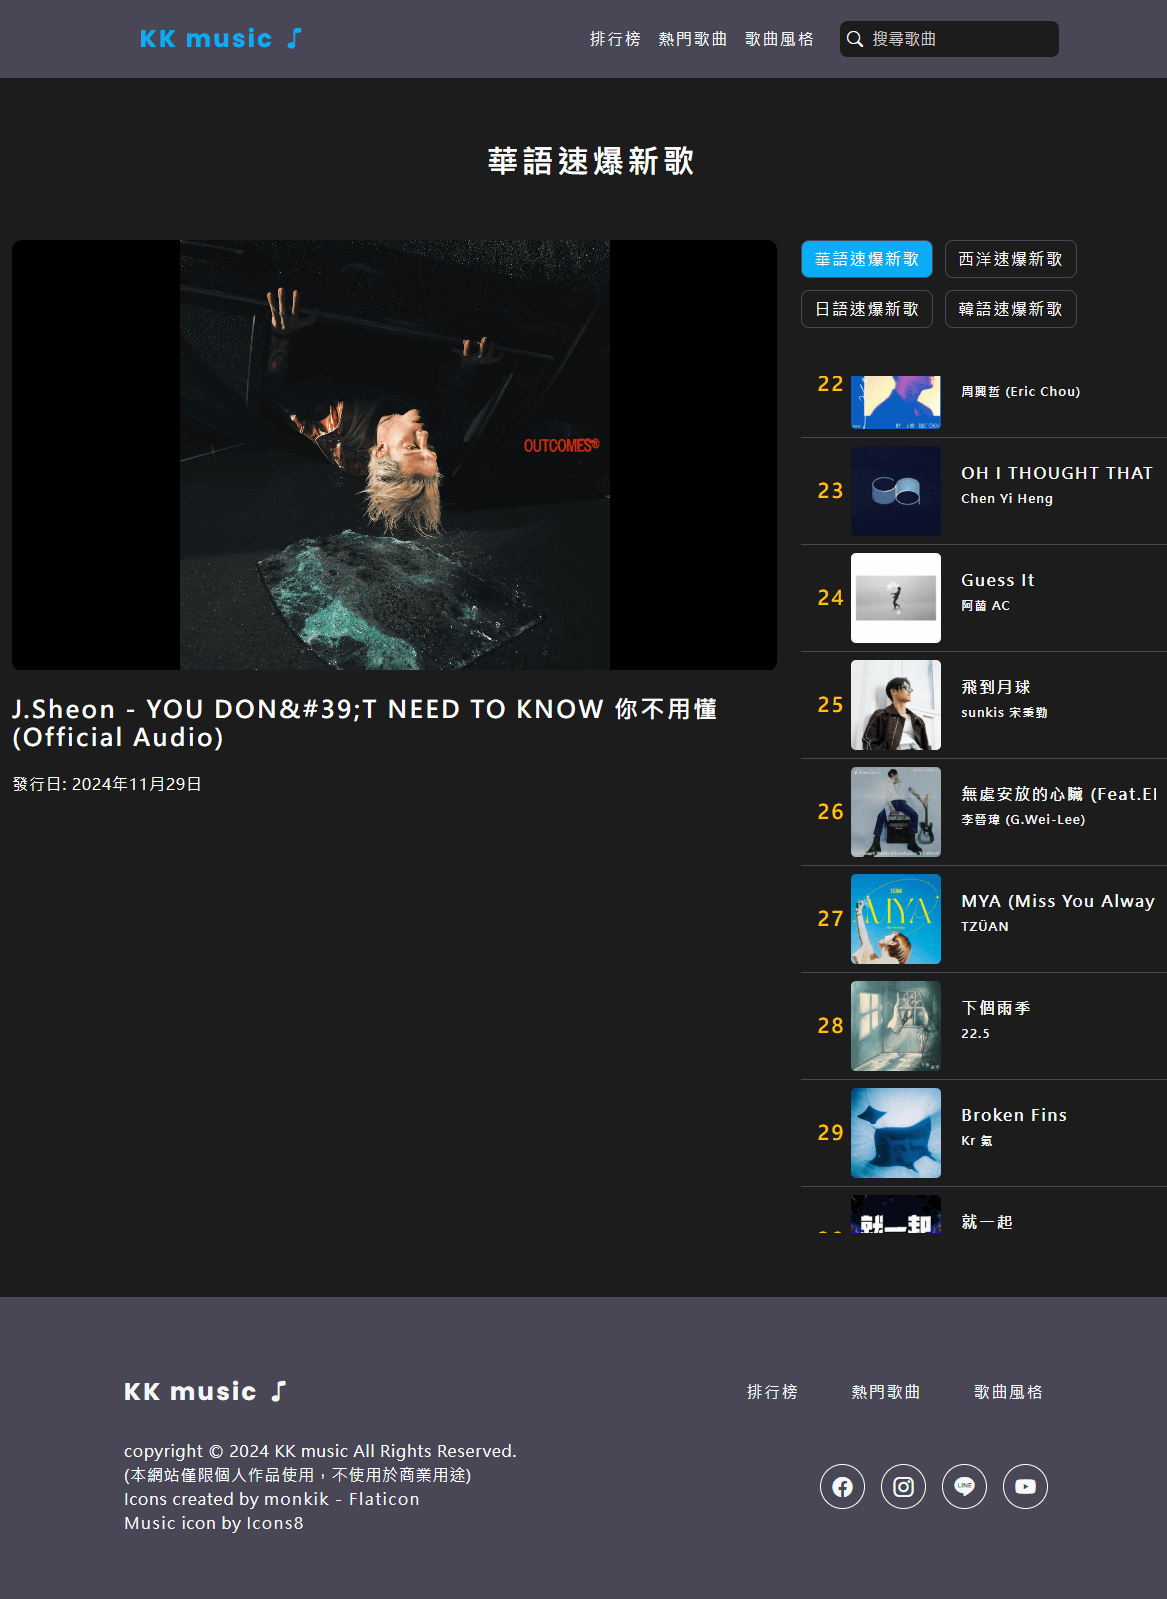 KK music
排行榜 熱門歌曲 歌曲風格 搜尋歌曲
華語速爆新歌
OUTCOMES®
華語速爆新歌 西洋速爆新歌
日語速爆新歌 韓語速爆新歌
J.Sheon - YOU DON&#39;T NEED TO KNOW 你不用懂
(Official Audio)
發行日: 2024年11月29日
22
周興哲 (Eric Chou)
23
OH I THOUGHT THAT
Chen Yi Heng
24
Guess It
阿蔨 AC
25
飛到月球
sunkis 宋秉勤
26
無處安放的心臟 (Feat.El
李晉瑋 (G.Wei-Lee)
27
MYA
MYA (Miss You Alway
TZÜAN
28
下個雨季
22.5
29
Broken Fins
Kr 氪
就一起
就一起
KK music
排行榜 熱門歌曲 歌曲風格
copyright © 2024 KK music All Rights Reserved.
(本網站僅限個人作品使用，不使用於商業用途)
Icons created by monkik - Flaticon
Music icon by Icons8
LINE